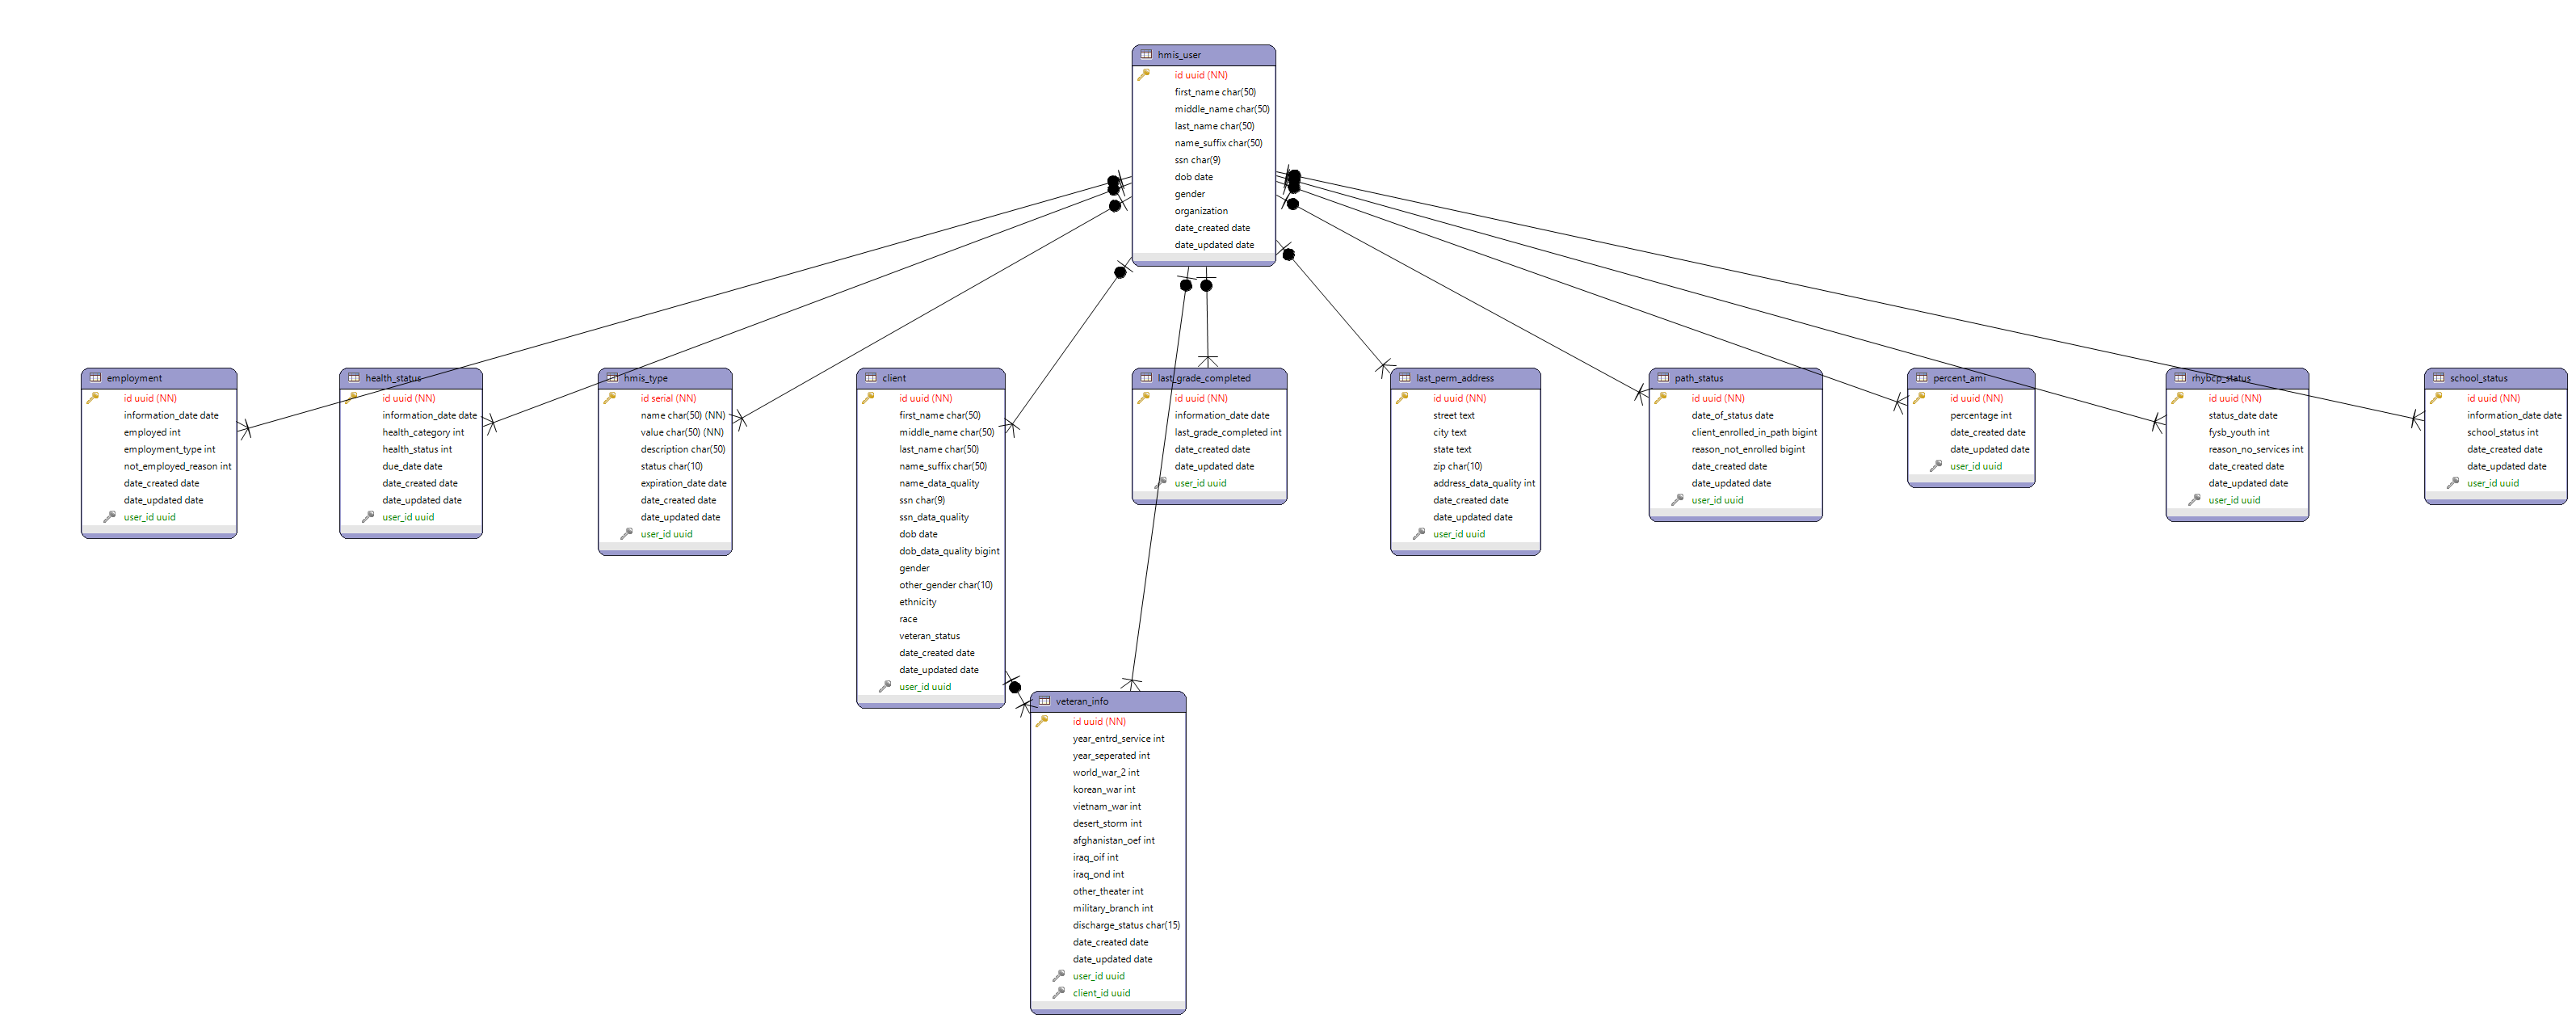 hmis_user
id uuid (NN)
first_name char(50)
middle_name char(50)
last_name char(50)
name_suffix char(50)
ssn char(9)
dob date
gender
organization
date_created date
date_updated date
employment
id uuid (NN)
information_date date
employed int
employment_type int
not_employed_reason int
date_created date
date_updated date
user_id uuid
health_status
id uuid (NN)
information_date date
health_category int
health_status int
due_date date
date_created date
date_updated date
user_id uuid
hmis_type
id serial (NN)
name char(50) (NN)
value char(50) (NN)
description char(50)
status char(10)
expiration_date date
date_created date
date_updated date
user_id uuid
client
id uuid (NN)
first_name char(50)
middle_name char(50)
last_name char(50)
name_suffix char(50)
name_data_quality
ssn char(9)
ssn_data_quality
dob date
dob_data_quality bigint
gender
other_gender char(10)
ethnicity
race
veteran_status
date_created date
date_updated date
user_id uuid
last_grade_completed
id uuid (NN)
information_date date
last_grade_completed int
date_created date
date_updated date
user_id uuid
last_perm_address
id uuid (NN)
street text
city text
state text
zip char(10)
address_data_quality int
date_created date
date_updated date
user_id uuid
path_status
id uuid (NN)
date_of_status date
client_enrolled_in_path bigint
reason_not_enrolled bigint
date_created date
date_updated date
user_id uuid
percent_ami
id uuid (NN)
percentage int
date_created date
date_updated date
user_id uuid
rhybcp_status
id uuid (NN)
status_date date
fysb_youth int
reason_no_services int
date_created date
date_updated date
user_id uuid
school_status
id uuid (NN)
information_date date
school_status int
date_created date
date_updated date
user_id uuid
veteran_info
id uuid (NN)
year_entrd_service int
year_seperated int
world_war_2 int
korean_war int
vietnam_war int
desert_storm int
afghanistan_oef int
iraq_oif int
iraq_ond int
other_theater int
military_branch int
discharge_status char(15)
date_created date
date_updated date
user_id uuid
client_id uuid